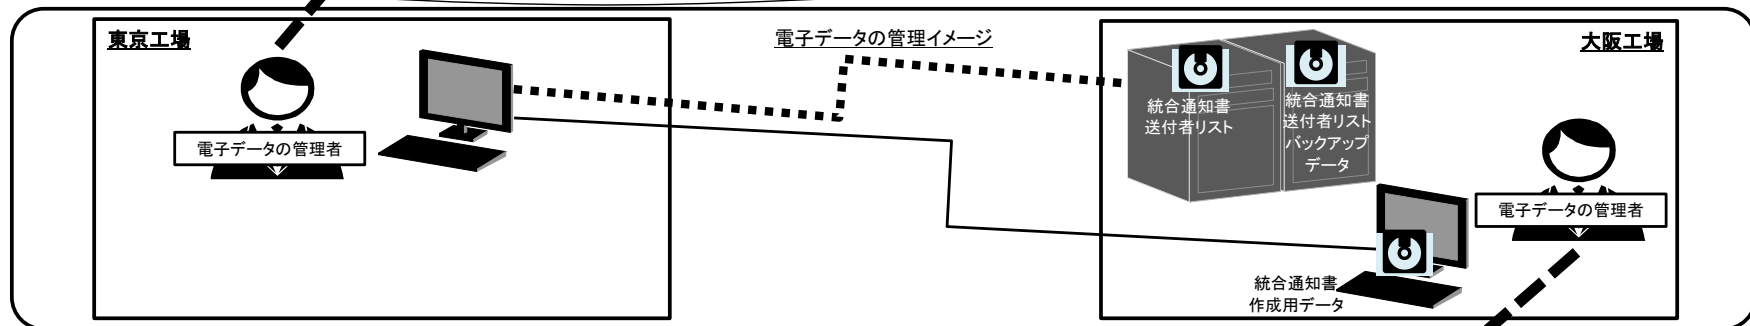 東京工場
電子データの管理イメージ
大阪工場
電子データの管理者
統合通知書
送付者リスト
統合通知書
送付者リスト
バックアップ
データ
電子データの管理者
統合通知書
作成用データ